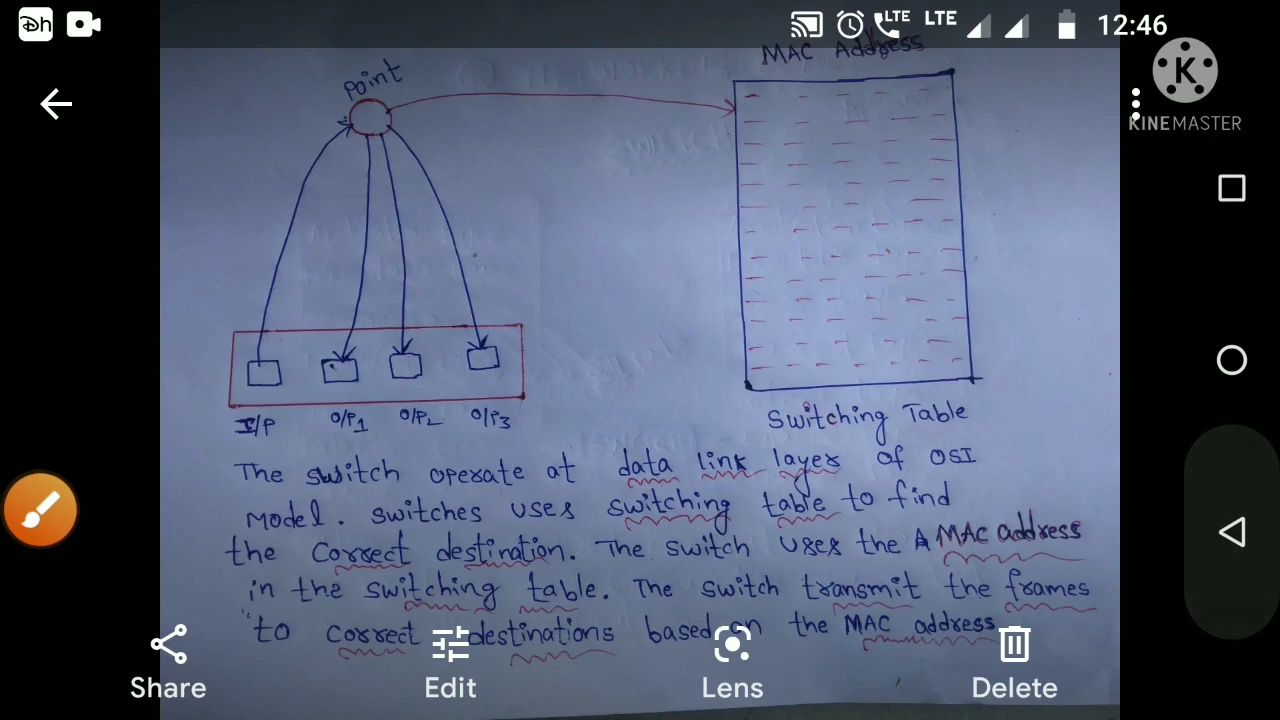 Dh
LTE LTE 12:46
MAC Address
K
KINEMASTER
Point
I/P O/P1 O/P2 O/P3
Switching Table
The switch operate at data link layer of OSI
Model. switches uses switching table to find
the correct destination. The switch uses the A MAC address
in the switching table. The switch transmit the frames
to correct destinations based on the MAC address
Share Edit Lens Delete